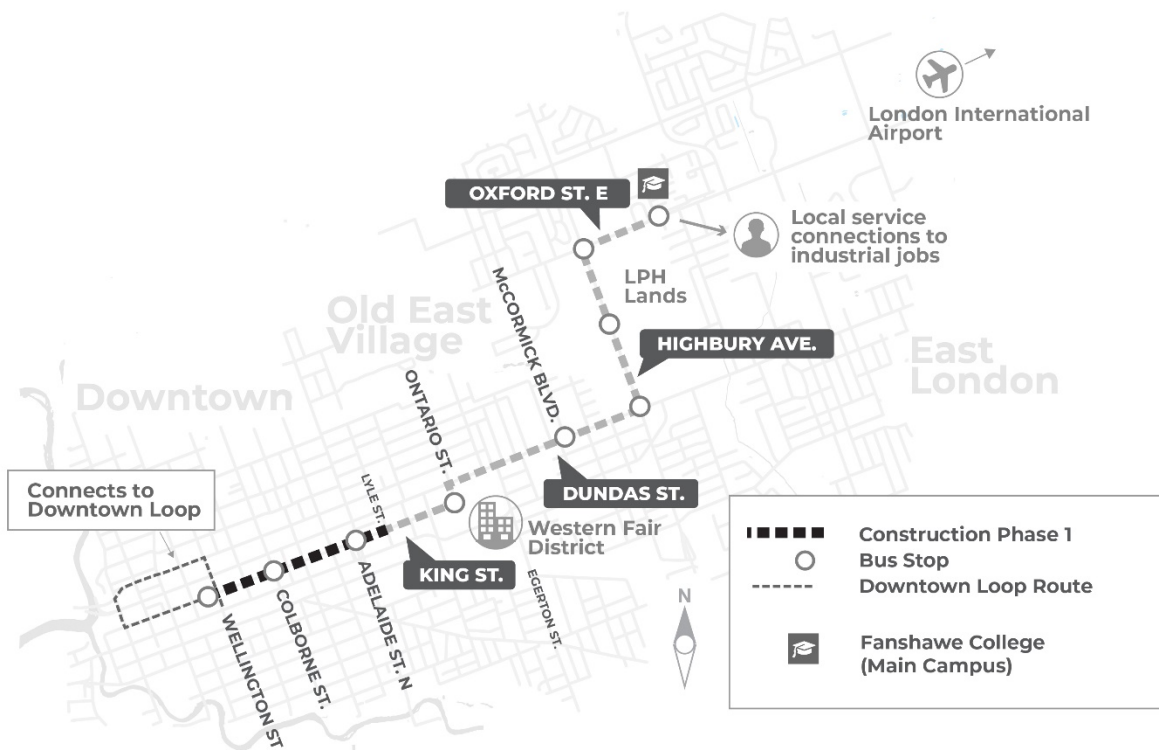 London International
Airport
OXFORD ST. E
Local service
connections to
industrial jobs
LPH
Lands
McCORMICK BLVD.
Old East
Village
HIGHBURY AVE.
East
London
Downtown
ONTARIO ST.
Connects to
Downtown Loop
LYLE ST.
DUNDAS ST.
Western Fair
District
KING ST.
EGERTON ST.
ADELAIDE ST. N
COLBORNE ST.
WELLINGTON ST
N
Construction Phase 1
Bus Stop
Downtown Loop Route
Fanshawe College
(Main Campus)